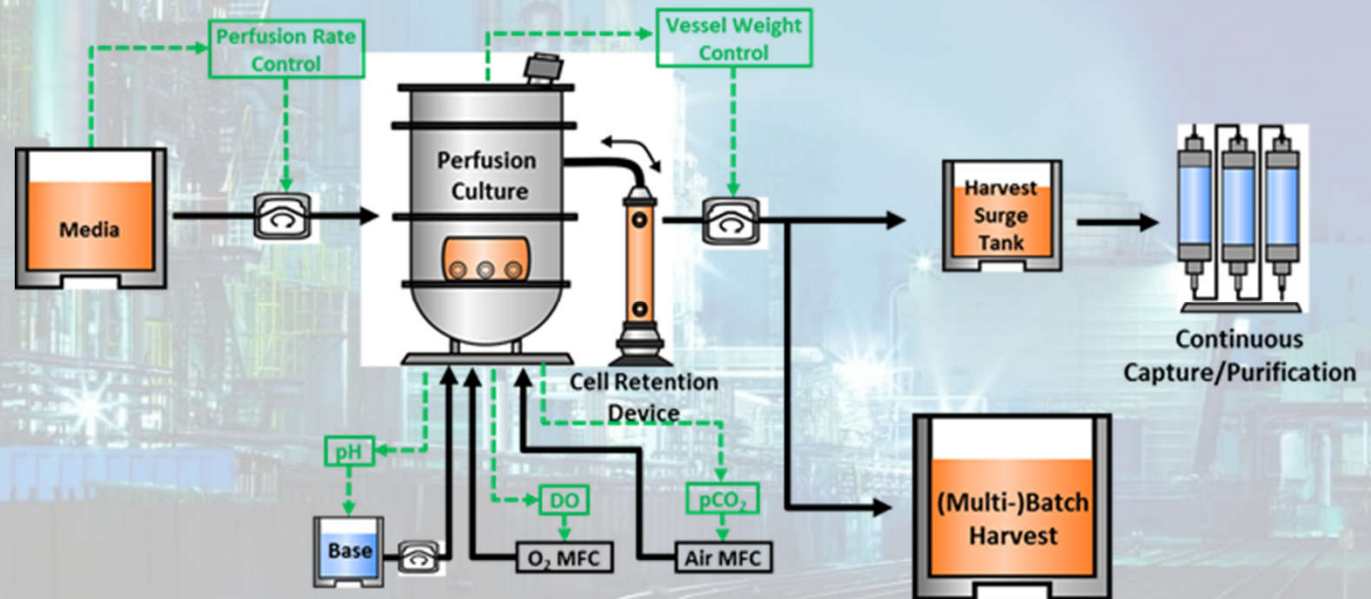 Perfusion Rate
Control
Vessel Weight
Control
Media
Perfusion
Culture
Harvest
Surge
Tank
Continuous
Capture/Purification
Cell Retention
Device
pH
DO
pCO₂
Base
O₂ MFC
Air MFC
(Multi-)Batch
Harvest